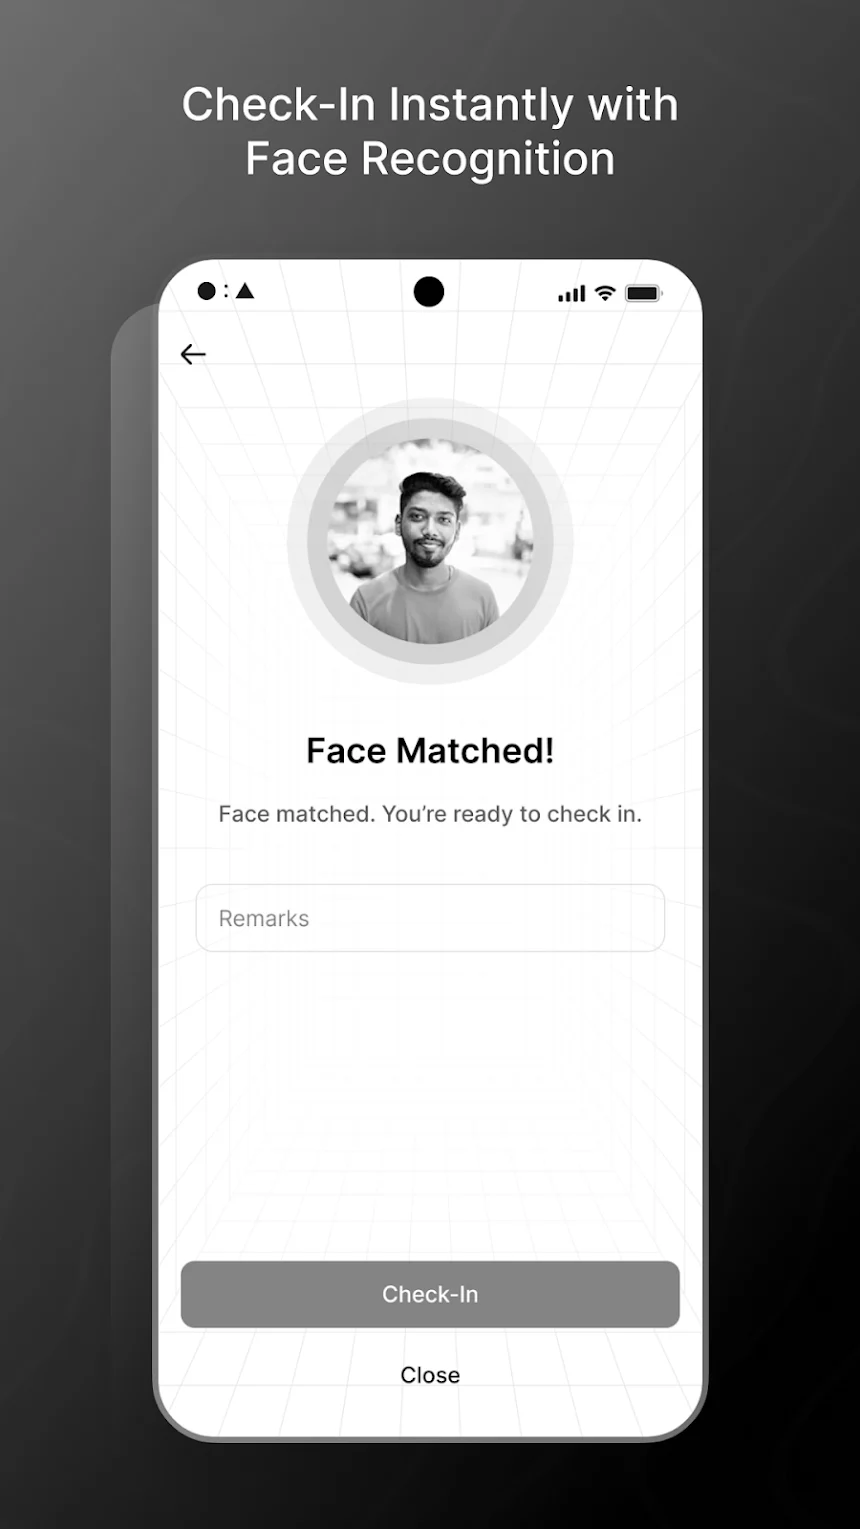 Check-In Instantly with
Face Recognition
Face Matched!
Face matched. You’re ready to check in.
Remarks
Check-In
Close